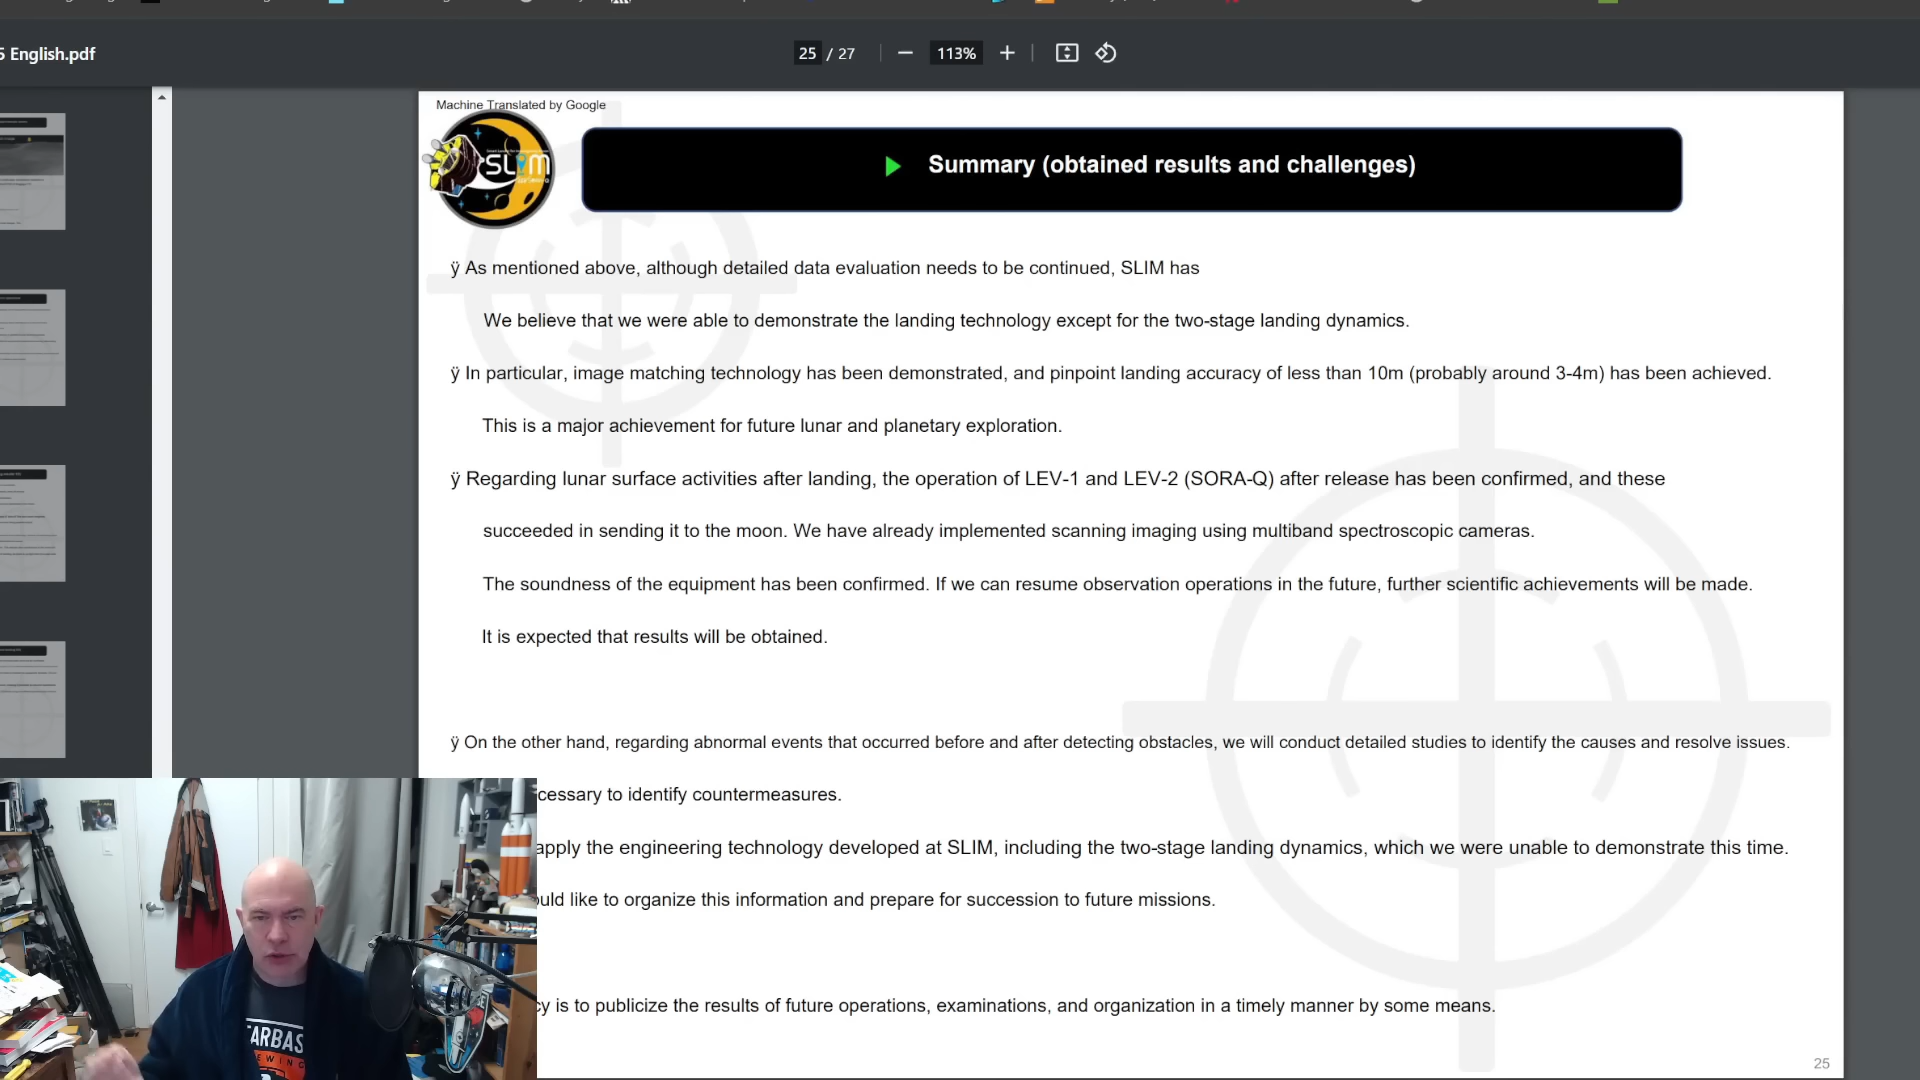 5 English.pdf
25 / 27
113%
Machine Translated by Google
SLIM
Summary (obtained results and challenges)
ÿ As mentioned above, although detailed data evaluation needs to be continued, SLIM has
We believe that we were able to demonstrate the landing technology except for the two-stage landing dynamics.
ÿ In particular, image matching technology has been demonstrated, and pinpoint landing accuracy of less than 10m (probably around 3-4m) has been achieved.
This is a major achievement for future lunar and planetary exploration.
ÿ Regarding lunar surface activities after landing, the operation of LEV-1 and LEV-2 (SORA-Q) after release has been confirmed, and these
succeeded in sending it to the moon. We have already implemented scanning imaging using multiband spectroscopic cameras.
The soundness of the equipment has been confirmed. If we can resume observation operations in the future, further scientific achievements will be made.
It is expected that results will be obtained.
ÿ On the other hand, regarding abnormal events that occurred before and after detecting obstacles, we will conduct detailed studies to identify the causes and resolve issues.
cessary to identify countermeasures.
apply the engineering technology developed at SLIM, including the two-stage landing dynamics, which we were unable to demonstrate this time.
uld like to organize this information and prepare for succession to future missions.
cy is to publicize the results of future operations, examinations, and organization in a timely manner by some means.
ARBAS
EWING
25